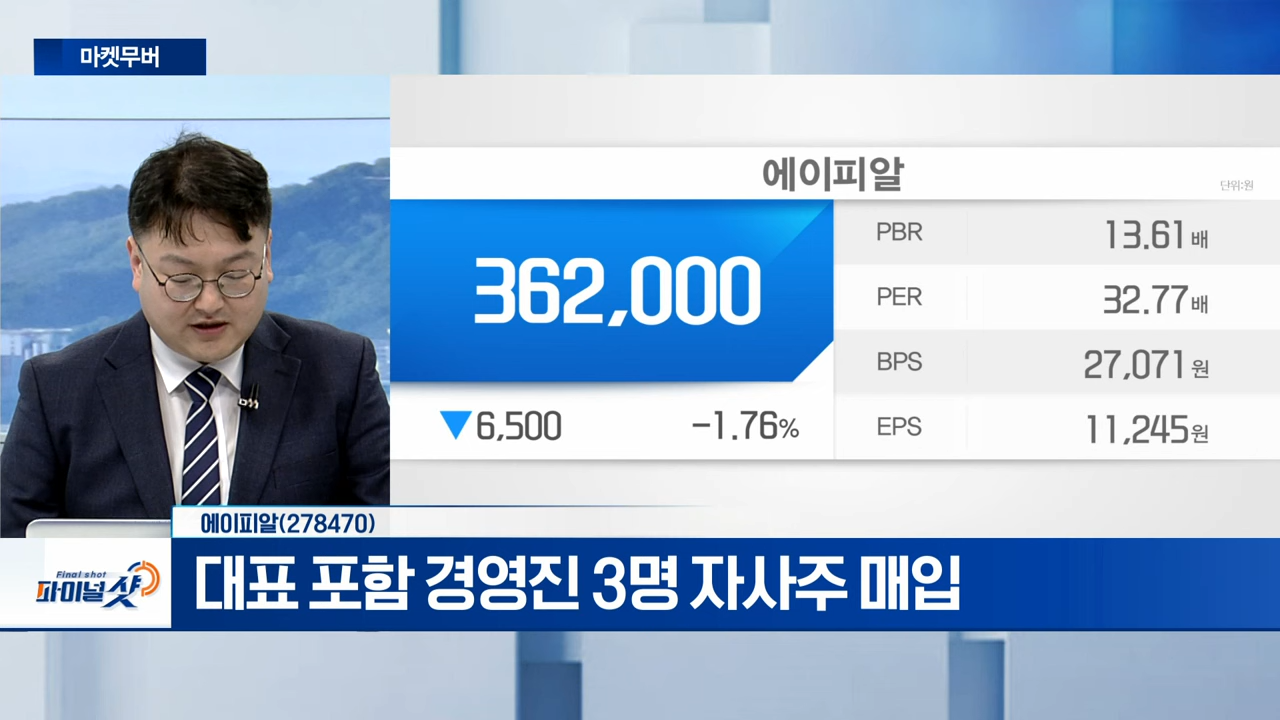 마켓무버
에이피알
단위:원
362,000
▼6,500 -1.76%
PBR 13.61배
PER 32.77배
BPS 27,071원
EPS 11,245원
에이피알(278470)
Final shot
파이널샷
대표 포함 경영진 3명 자사주 매입